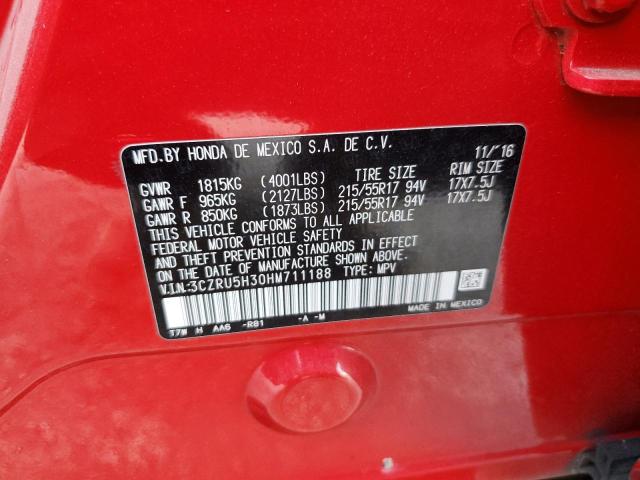 MFD.BY HONDA DE MEXICO S.A. DE C.V. 11/'16
GVWR 1815KG (4001LBS) TIRE SIZE RIM SIZE
GAWR F 965KG (2127LBS) 215/55R17 94V 17X7.5J
GAWR R 850KG (1873LBS) 215/55R17 94V 17X7.5J
THIS VEHICLE CONFORMS TO ALL APPLICABLE
FEDERAL MOTOR VEHICLE SAFETY
AND THEFT PREVENTION STANDARDS IN EFFECT
ON THE DATE OF MANUFACTURE SHOWN ABOVE.
V.I.N:3CZRU5H30HM711188 TYPE: MPV
T7W H AA6 -R81 -A -M MADE IN MEXICO